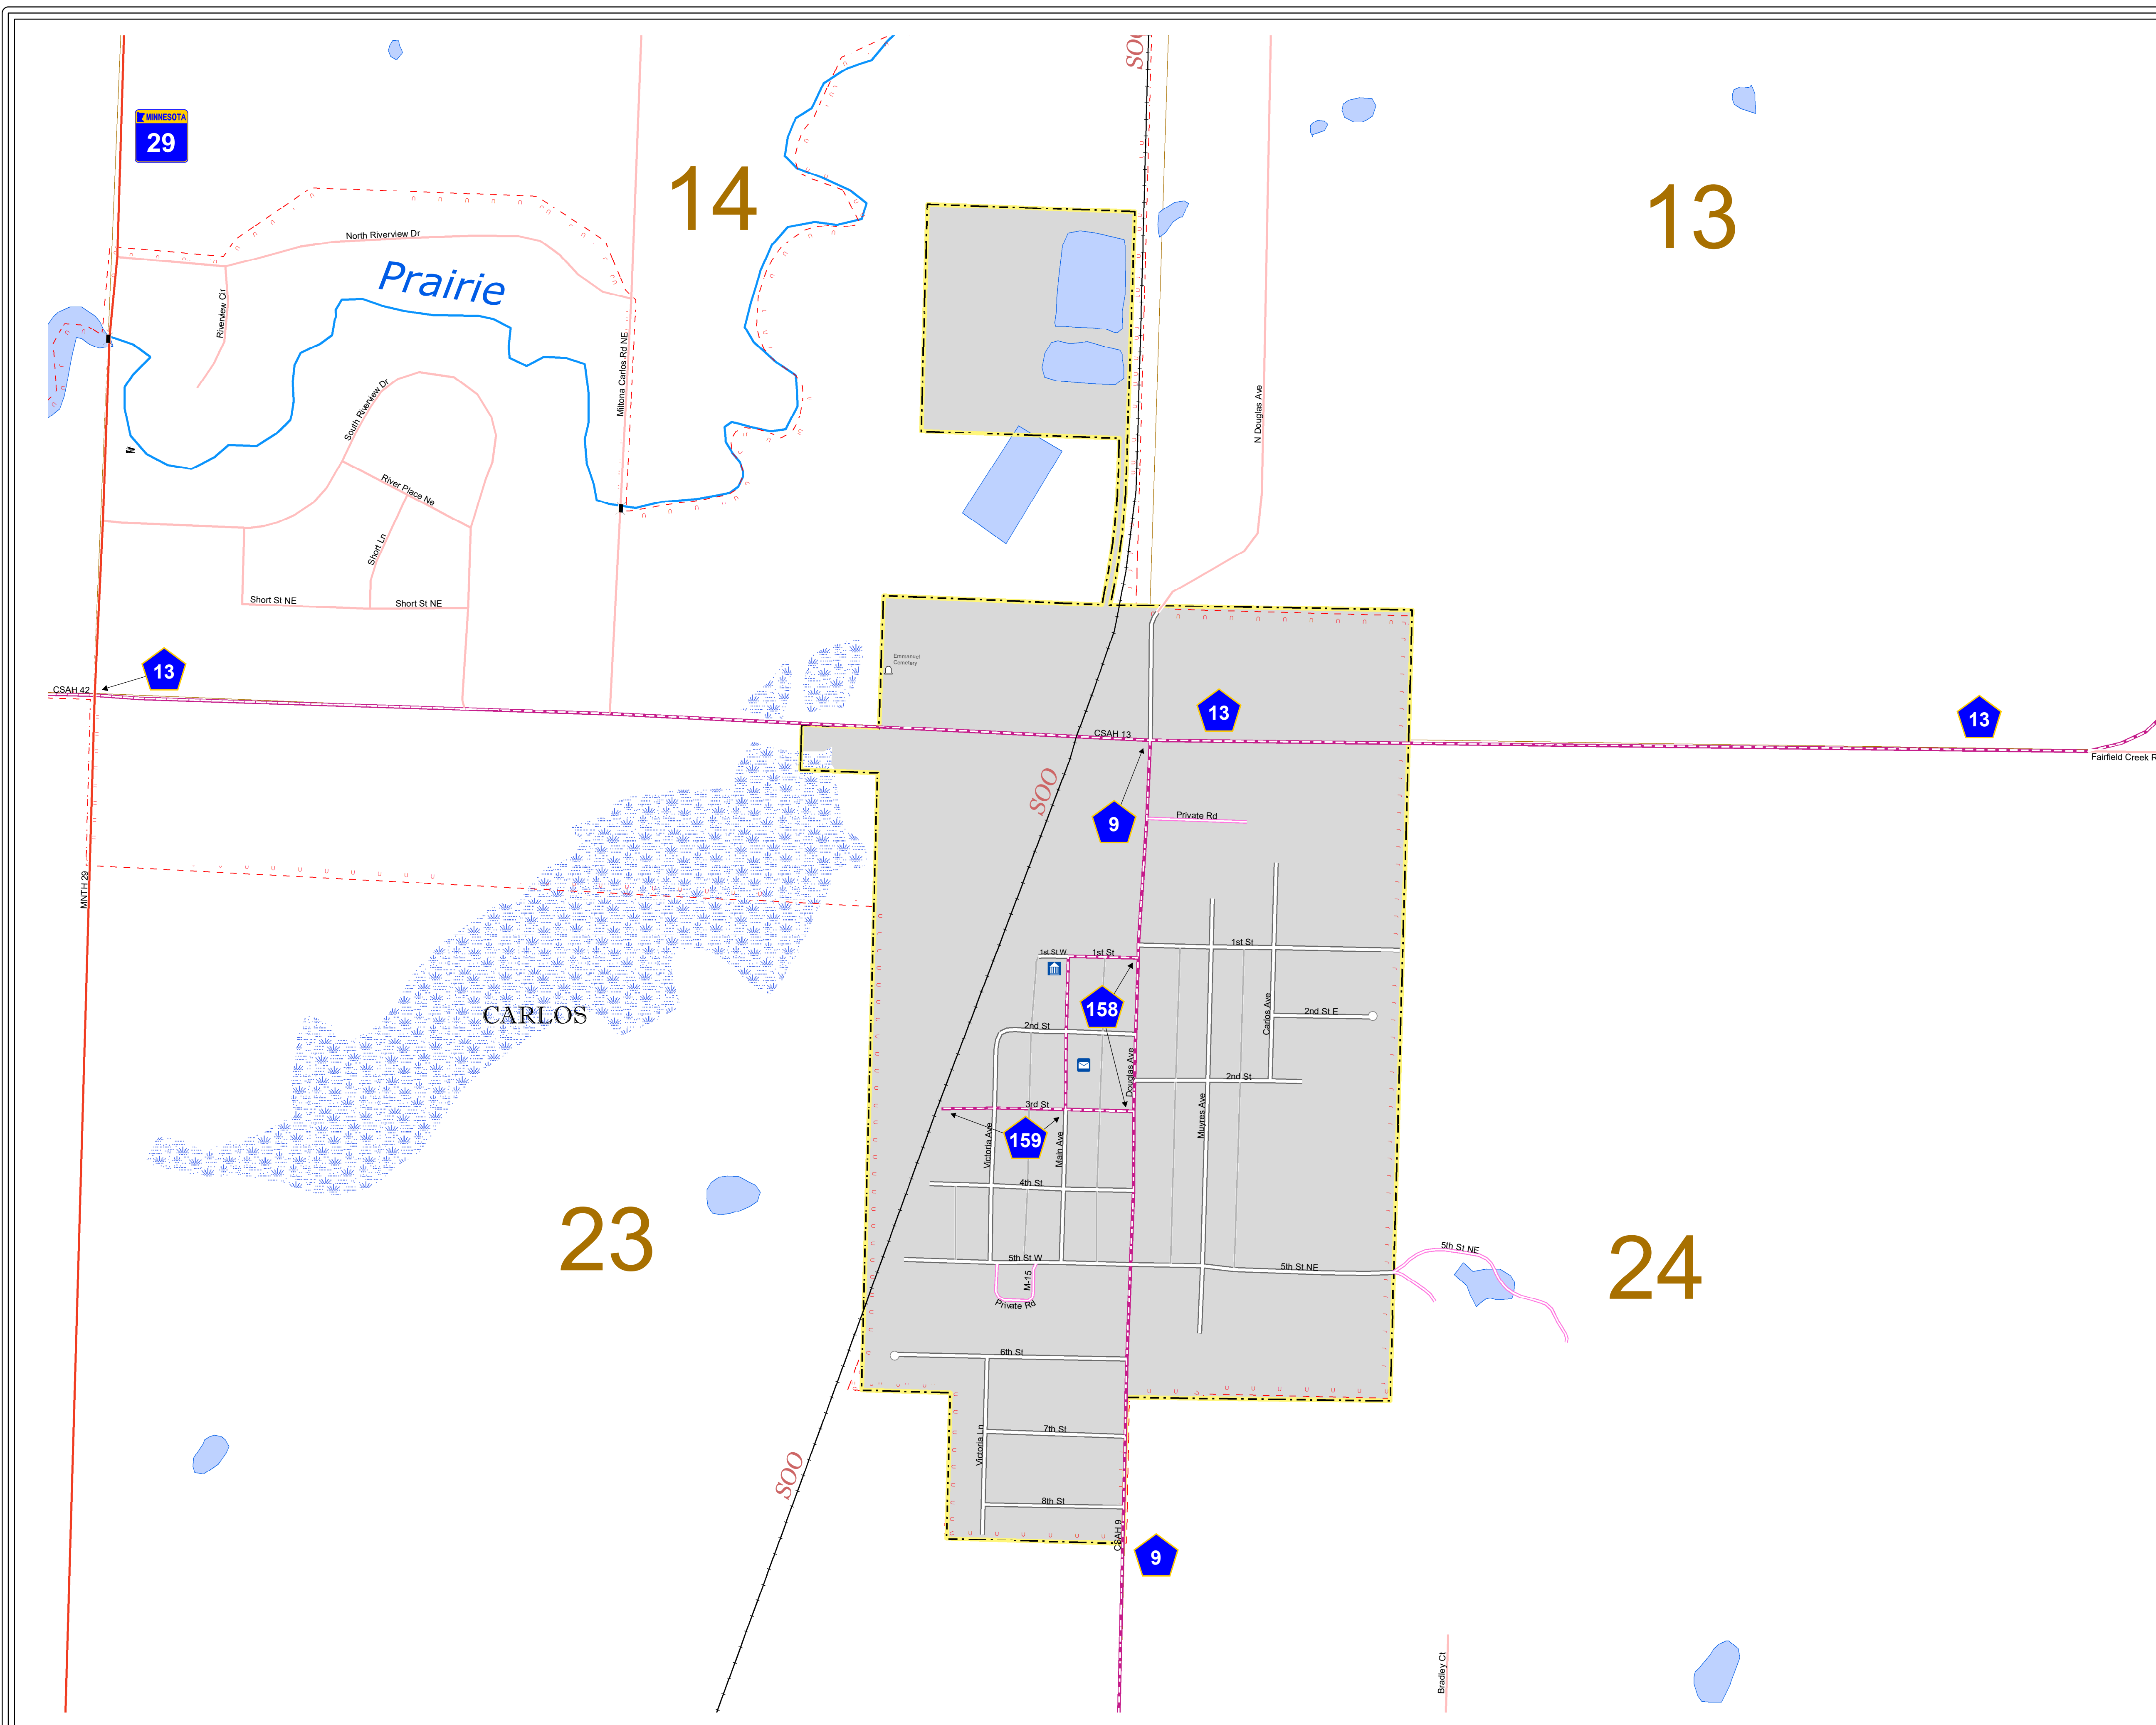 SOO
MINNESOTA
29
14
13
North Riverview Dr
Prairie
Riverview Cir
Miltona Carlos Rd NE
South Riverview Dr
N Douglas Ave
River Place Ne
Short Ln
Short St NE
Short St NE
Emmanuel
Cemetery
13
CSAH 42
13
13
CSAH 13
Fairfield Creek R
SOO
9
Private Rd
MNTH 29
1st St
1st St W
1st St
158
CARLOS
2nd St
Carlos Ave
2nd St E
Douglas Ave
2nd St
3rd St
Muyres Ave
159
Victoria Ave
Main Ave
4th St
23
24
5th St W
5th St NE
5th St NE
M-15
Private Rd
6th St
7th St
Victoria Ln
SOO
8th St
CSAH 9
9
Bradley Ct